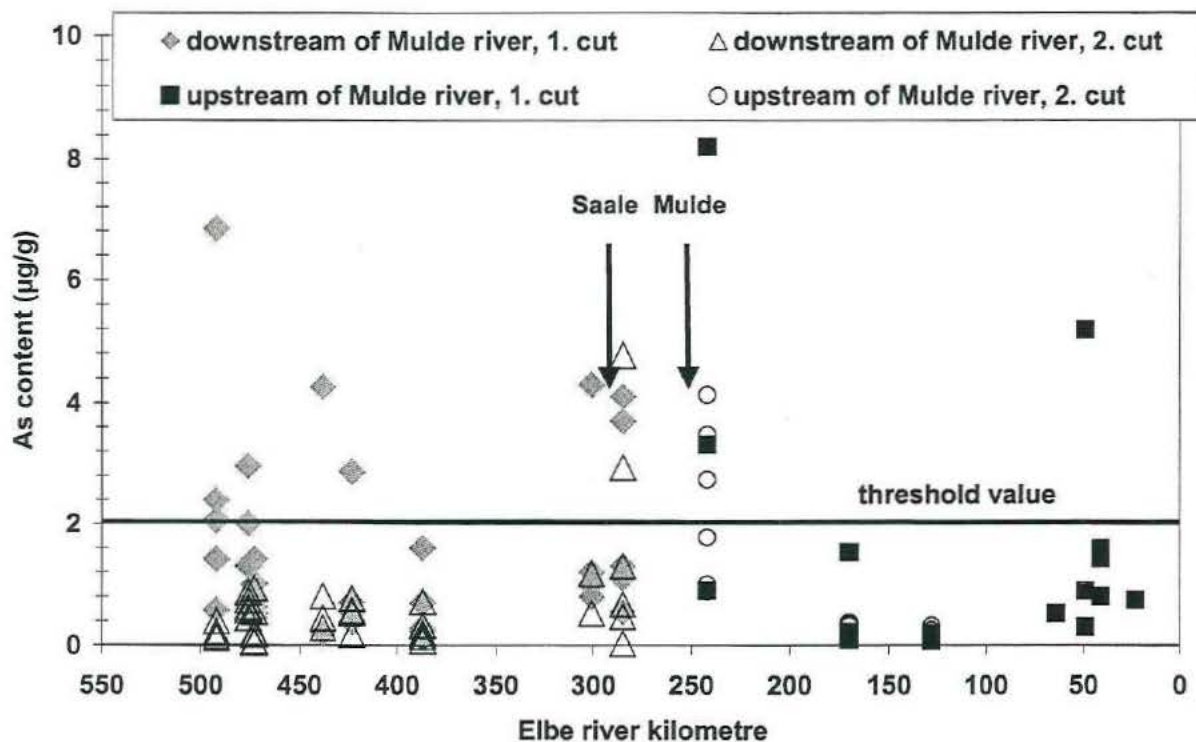 downstream of Mulde river, 1. cut
downstream of Mulde river, 2. cut
upstream of Mulde river, 1. cut
upstream of Mulde river, 2. cut
As content (µg/g)
10
8
6
4
2
0
Saale Mulde
threshold value
550 500 450 400 350 300 250 200 150 100 50 0
Elbe river kilometre